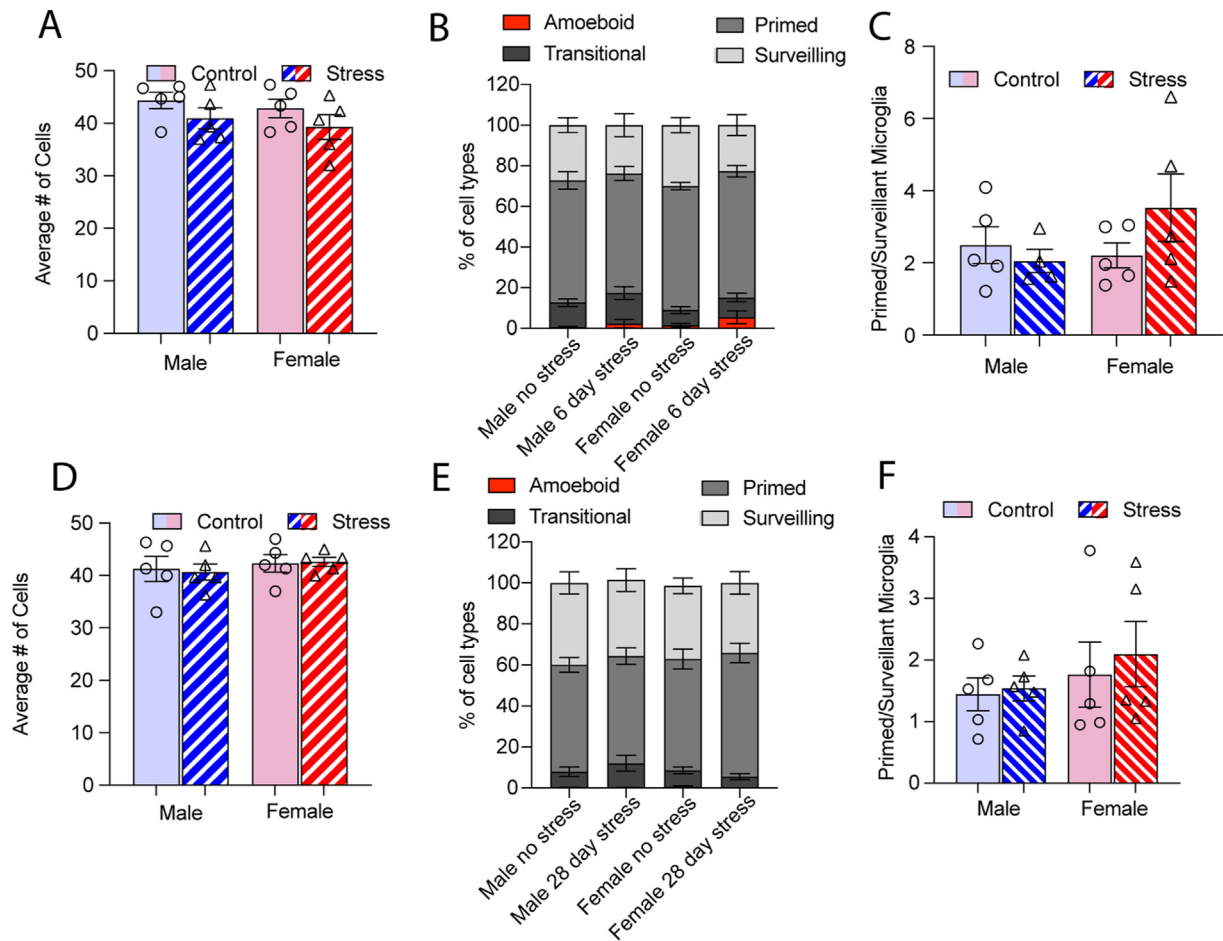 A
Control
Stress
Average # of Cells
50
40
30
20
10
0
Male
Female
B
Amoeboid
Primed
Transitional
Surveilling
% of cell types
120
100
80
60
40
20
0
Male no stress
Male 6 day stress
Female no stress
Female 6 day stress
C
Control
Stress
Primed/Surveillant Microglia
8
6
4
2
0
Male
Female
D
Control
Stress
Average # of Cells
50
40
30
20
10
0
Male
Female
E
Amoeboid
Primed
Transitional
Surveilling
% of cell types
120
100
80
60
40
20
0
Male no stress
Male 28 day stress
Female no stress
Female 28 day stress
F
Control
Stress
Primed/Surveillant Microglia
4
3
2
1
0
Male
Female